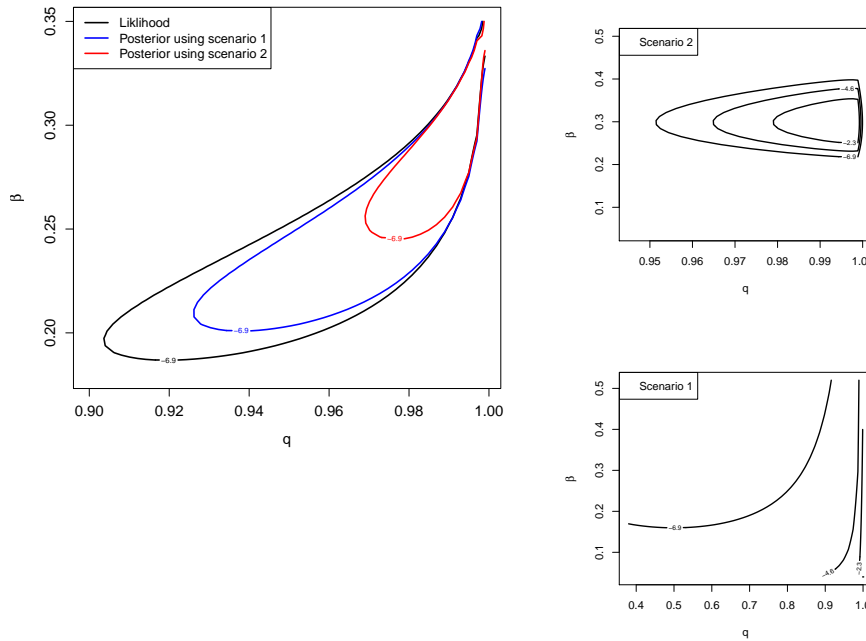 Liklihood
Posterior using scenario 1
Posterior using scenario 2
0.35
0.30
0.25
0.20
β
−6.9
−6.9
−6.9
0.90 0.92 0.94 0.96 0.98 1.00
q
Scenario 2
0.5
0.4
0.3
0.2
0.1
β
−4.6
−2.3
−6.9
0.95 0.96 0.97 0.98 0.99 1.0
q
Scenario 1
0.5
0.4
0.3
0.2
0.1
β
−6.9
−4.6
−2.3
0.4 0.5 0.6 0.7 0.8 0.9 1.0
q